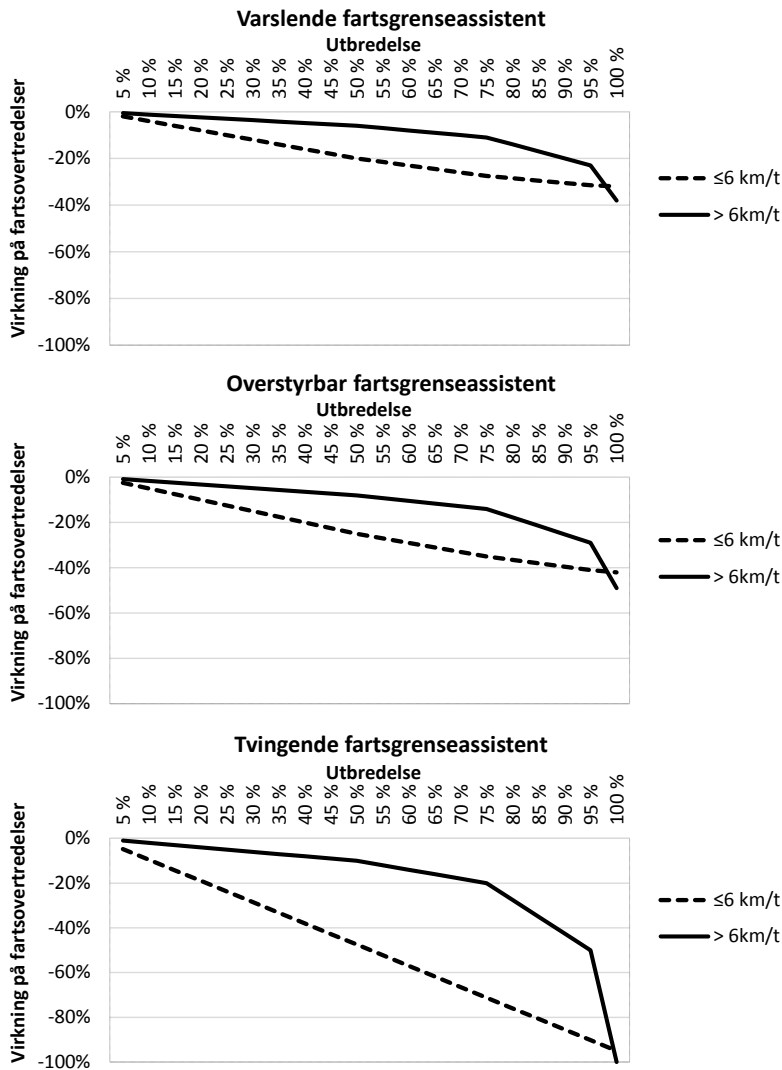 Varslende fartsgrenseassistent
Utbredelse
5 % 10 % 15 % 20 % 25 % 30 % 35 % 40 % 45 % 50 % 55 % 60 % 65 % 70 % 75 % 80 % 85 % 90 % 95 % 100 %
Virkning på fartsovertredelser
0%
-20%
-40%
-60%
-80%
-100%
≤6 km/t
> 6km/t
Overstyrbar fartsgrenseassistent
Utbredelse
5 % 10 % 15 % 20 % 25 % 30 % 35 % 40 % 45 % 50 % 55 % 60 % 65 % 70 % 75 % 80 % 85 % 90 % 95 % 100 %
Virkning på fartsovertredelser
0%
-20%
-40%
-60%
-80%
-100%
≤6 km/t
> 6km/t
Tvingende fartsgrenseassistent
Utbredelse
5 % 10 % 15 % 20 % 25 % 30 % 35 % 40 % 45 % 50 % 55 % 60 % 65 % 70 % 75 % 80 % 85 % 90 % 95 % 100 %
Virkning på fartsovertredelser
0%
-20%
-40%
-60%
-80%
-100%
≤6 km/t
> 6km/t